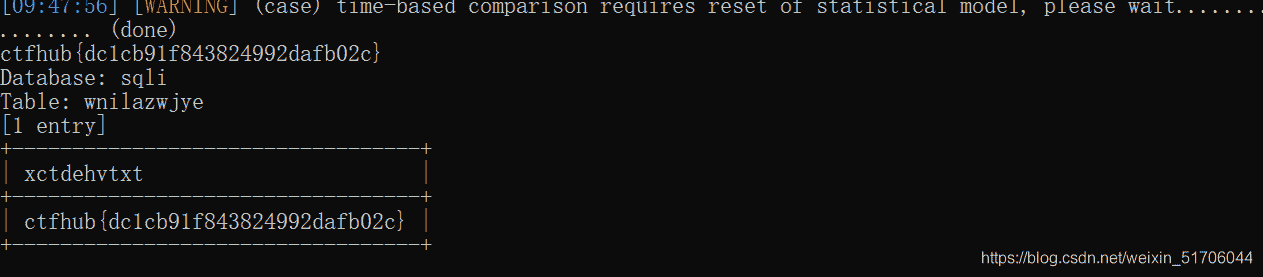 [09:47:56] [WARNING] (case) time-based comparison requires reset of statistical model, please wait........
........ (done)
ctfhub{dc1cb91f843824992dafb02c}
Database: sqli
Table: wnilazwjye
[1 entry]
+----------------------------------+
| xctdehvtxt                       |
+----------------------------------+
| ctfhub{dc1cb91f843824992dafb02c} |
+----------------------------------+
https://blog.csdn.net/weixin_51706044